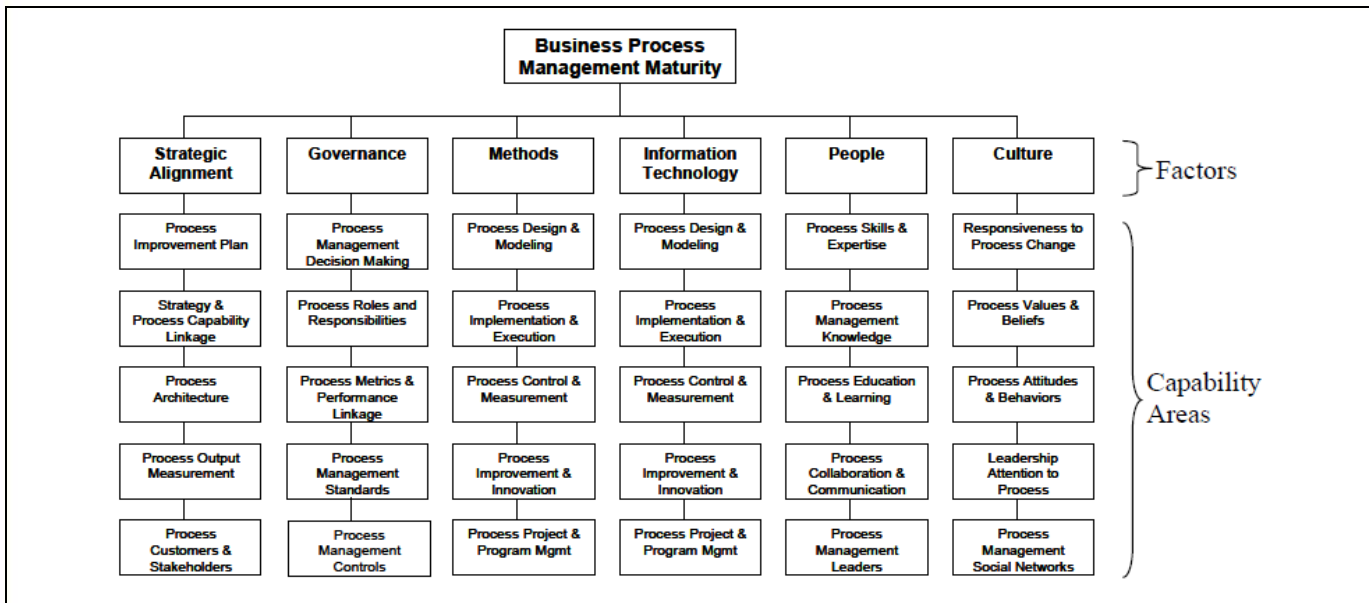 Business Process
Management Maturity
Strategic
Alignment
Governance
Methods
Information
Technology
People
Culture
Factors
Process
Improvement Plan
Process
Management
Decision Making
Process Design &
Modeling
Process Design &
Modeling
Process Skills &
Expertise
Responsiveness to
Process Change
Strategy &
Process Capability
Linkage
Process Roles and
Responsibilities
Process
Implementation &
Execution
Process
Implementation &
Execution
Process
Management
Knowledge
Process Values &
Beliefs
Process
Architecture
Process Metrics &
Performance
Linkage
Process Control &
Measurement
Process Control &
Measurement
Process Education
& Learning
Process Attitudes
& Behaviors
Capability
Areas
Process Output
Measurement
Process
Management
Standards
Process
Improvement &
Innovation
Process
Improvement &
Innovation
Process
Collaboration &
Communication
Leadership
Attention to
Process
Process
Customers &
Stakeholders
Process
Management
Controls
Process Project &
Program Mgmt
Process Project &
Program Mgmt
Process
Management
Leaders
Process
Management
Social Networks